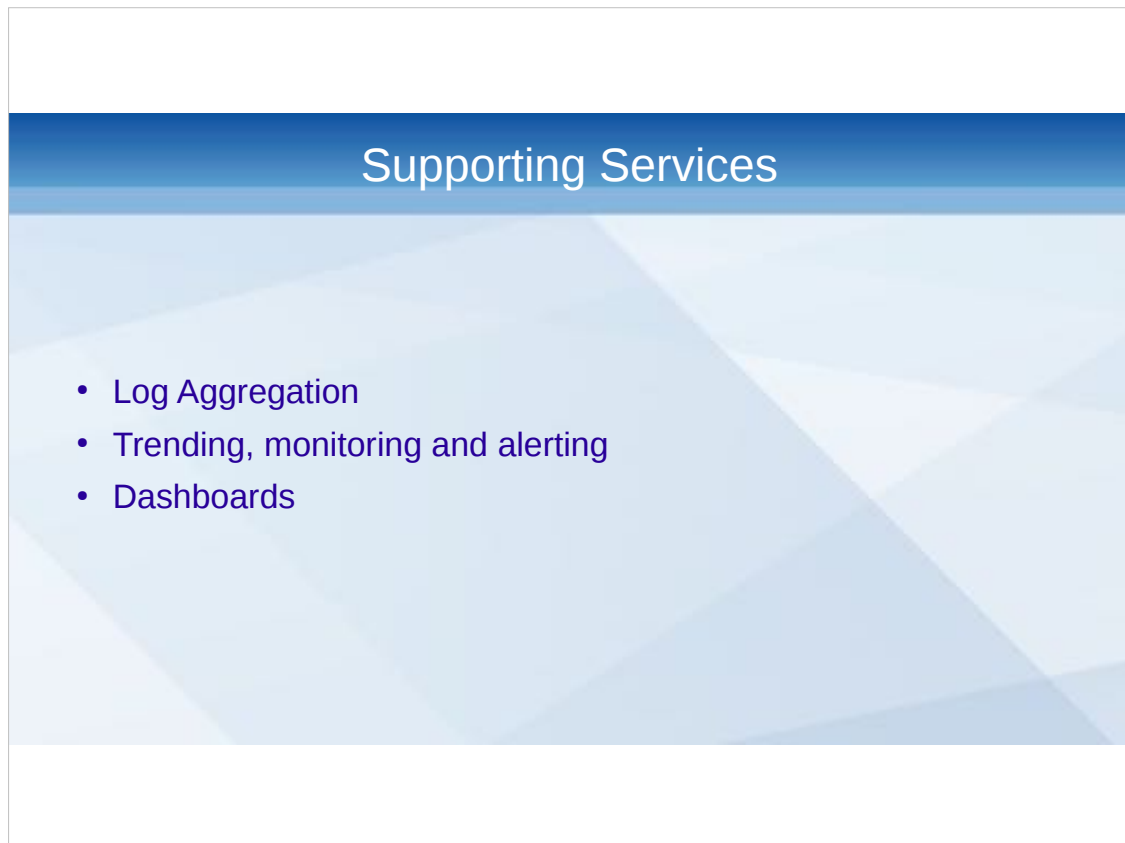 Supporting Services
• Log Aggregation
• Trending, monitoring and alerting
• Dashboards